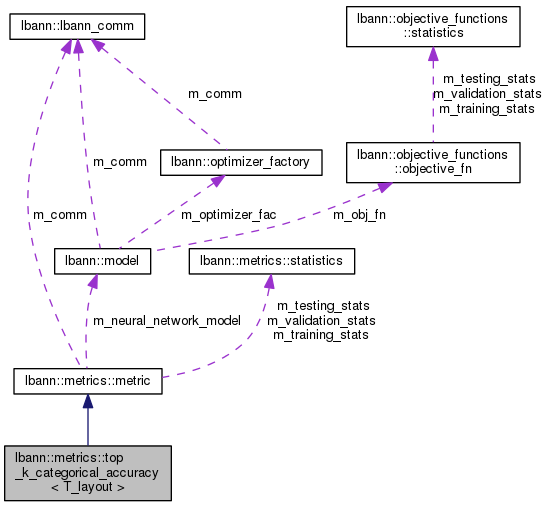 lbann::lbann_comm
lbann::objective_functions
::statistics
m_testing_stats
m_validation_stats
m_training_stats
m_comm
lbann::optimizer_factory
lbann::objective_functions
::objective_fn
m_comm
m_comm
m_optimizer_fac
m_obj_fn
lbann::model
lbann::metrics::statistics
m_neural_network_model
m_testing_stats
m_validation_stats
m_training_stats
lbann::metrics::metric
lbann::metrics::top
_k_categorical_accuracy
< T_layout >